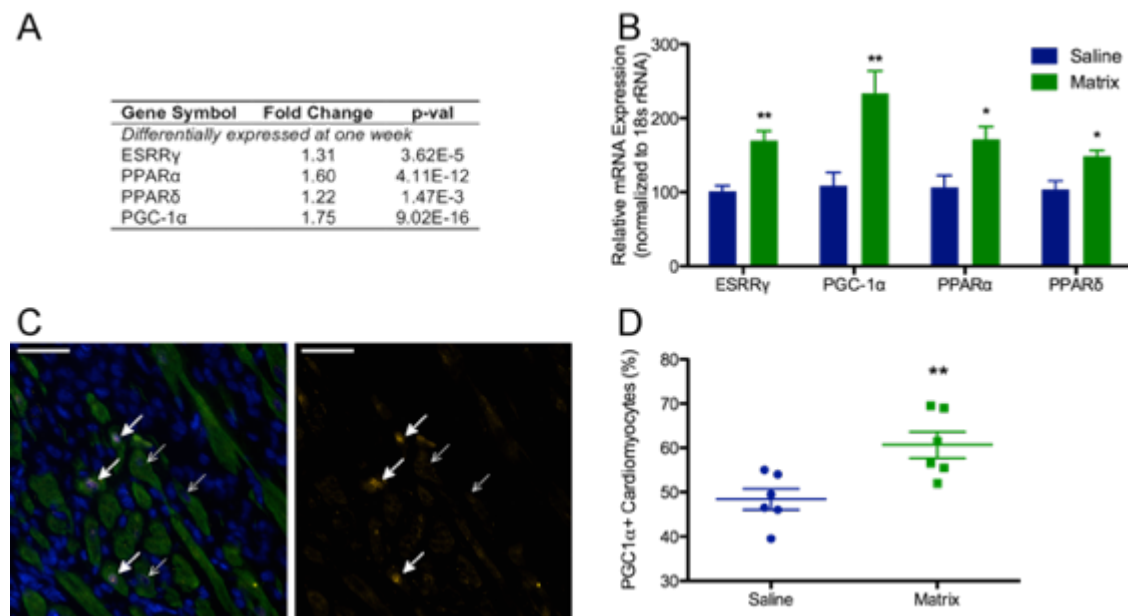 A
Gene Symbol Fold Change p-val
Differentially expressed at one week
ESRRγ 1.31 3.62E-5
PPARα 1.60 4.11E-12
PPARδ 1.22 1.47E-3
PGC-1α 1.75 9.02E-16
B
Relative mRNA Expression
(normalized to 18s rRNA)
300
200
100
0
Saline
Matrix
**
**
*
*
ESRRγ PGC-1α PPARα PPARδ
C
D
PGC1α+ Cardiomyocytes (%)
80
70
60
50
40
30
**
Saline Matrix